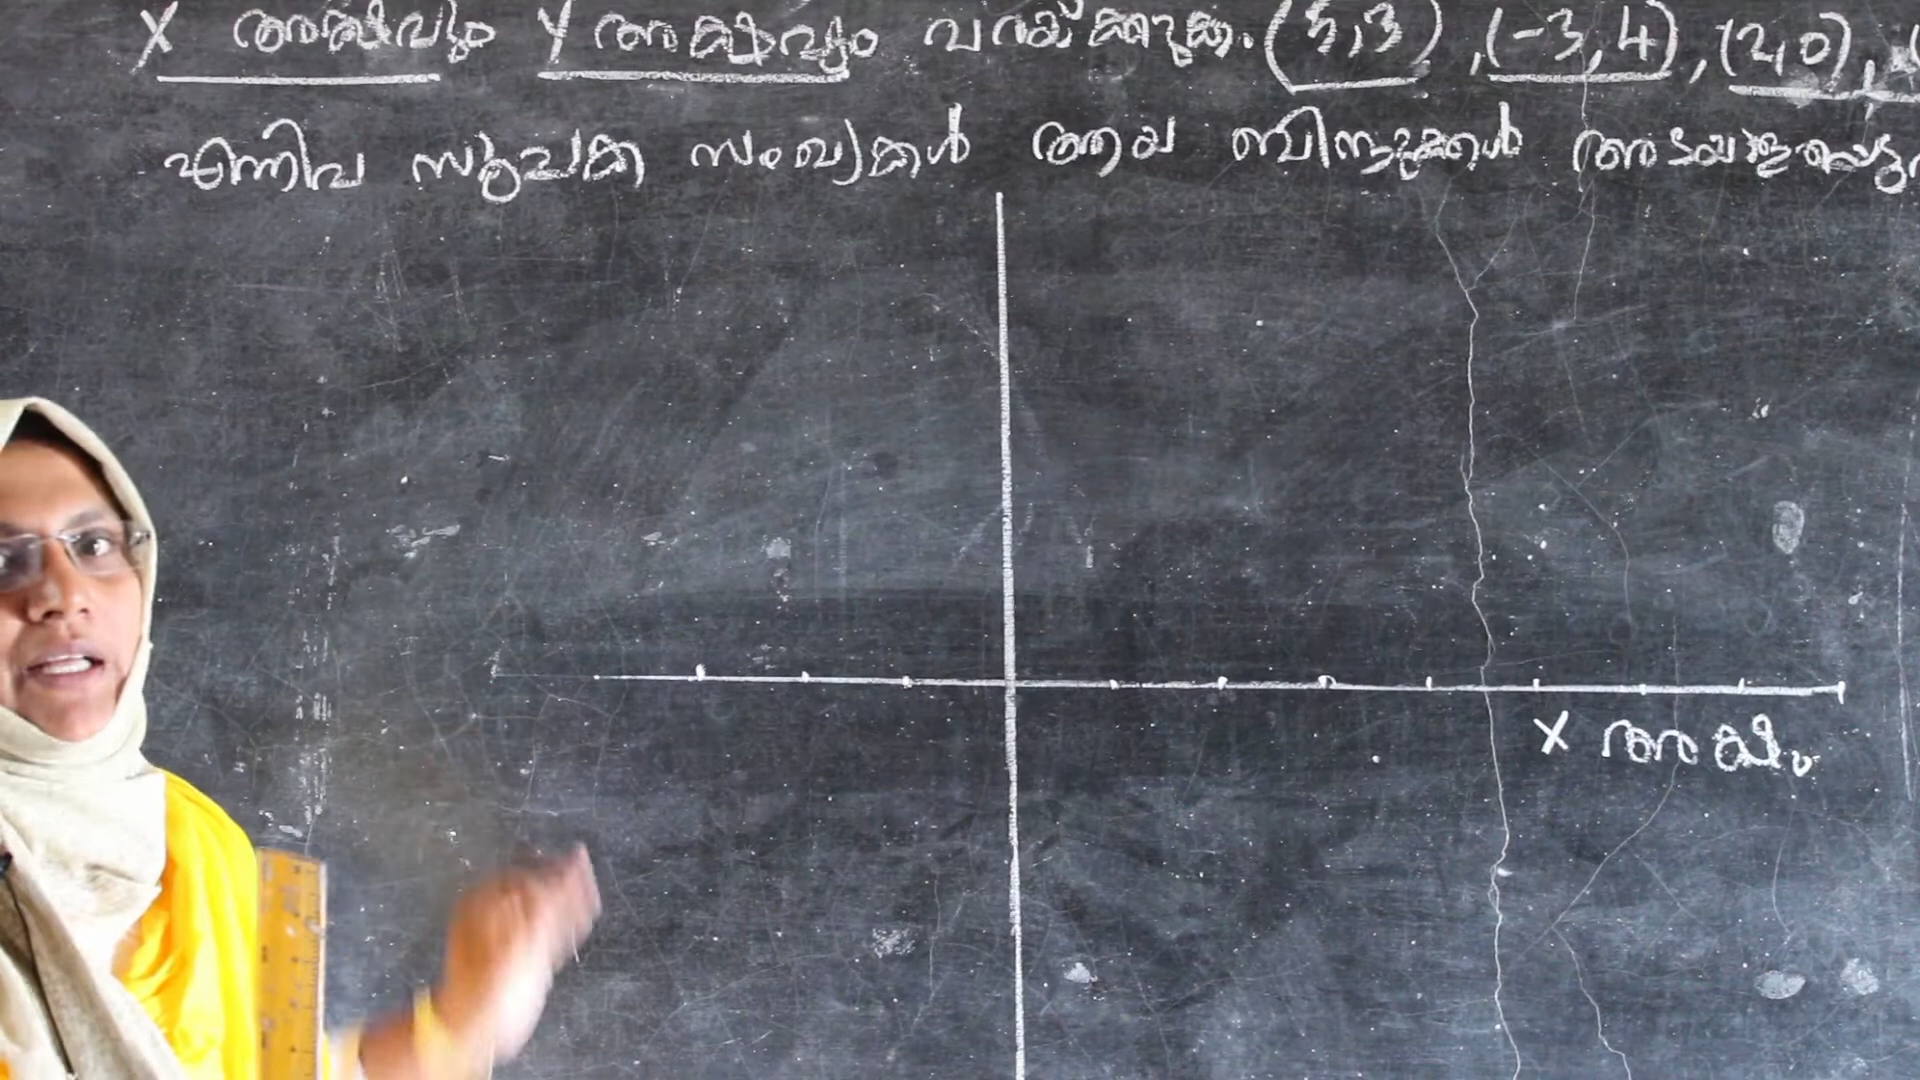 X അക്ഷവും Y അക്ഷവും വരയ്ക്കുക. (5,3), (-3,4), (2,0), (
എന്നിവ സൂചക സംഖ്യകൾ ആയ ബിന്ദുക്കൾ അടയാളപ്പെടു
X അക്ഷം